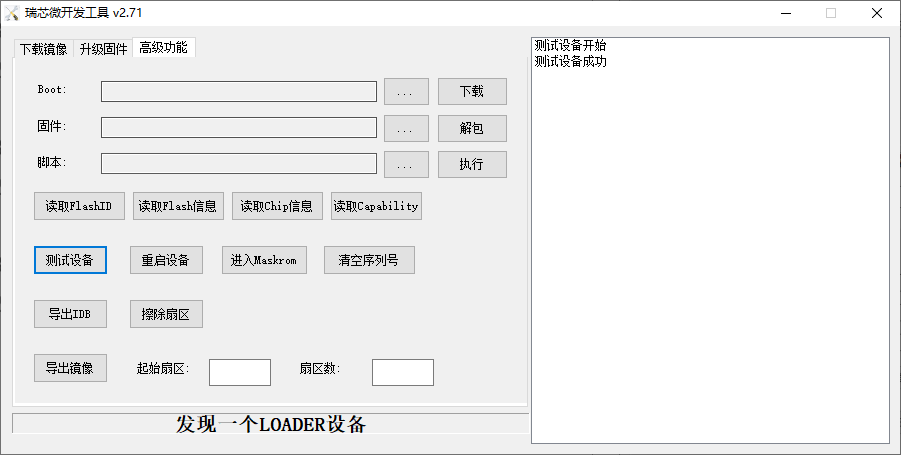 瑞芯微开发工具 v2.71
下载镜像 升级固件 高级功能
Boot: ... 下载
固件: ... 解包
脚本: ... 执行
读取FlashID 读取Flash信息 读取Chip信息 读取Capability
测试设备 重启设备 进入Maskrom 清空序列号
导出IDB 擦除扇区
导出镜像 起始扇区: 扇区数:
发现一个LOADER设备
测试设备开始
测试设备成功